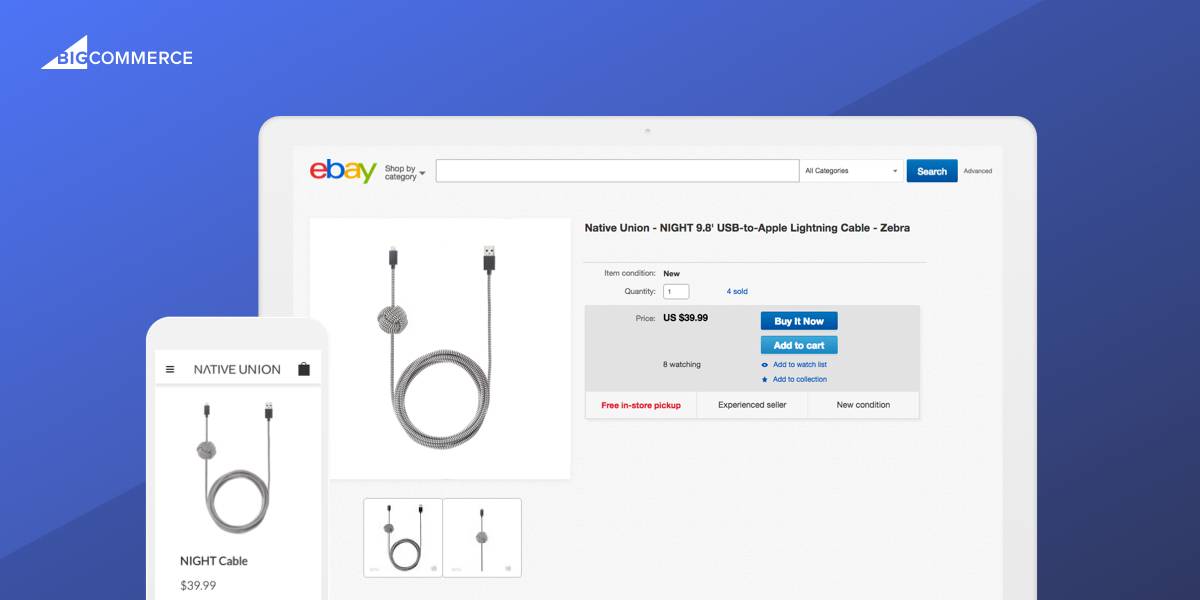 BIGCOMMERCE
ebay
Shop by
category
All Categories
Search
Advanced
Native Union - NIGHT 9.8' USB-to-Apple Lightning Cable - Zebra
Item condition: New
Quantity: 1 4 sold
Price: US $39.99
Buy It Now
Add to cart
8 watching
Add to watch list
Add to collection
Free in-store pickup
Experienced seller
New condition
NATIVE UNION
NIGHT Cable
$39.99